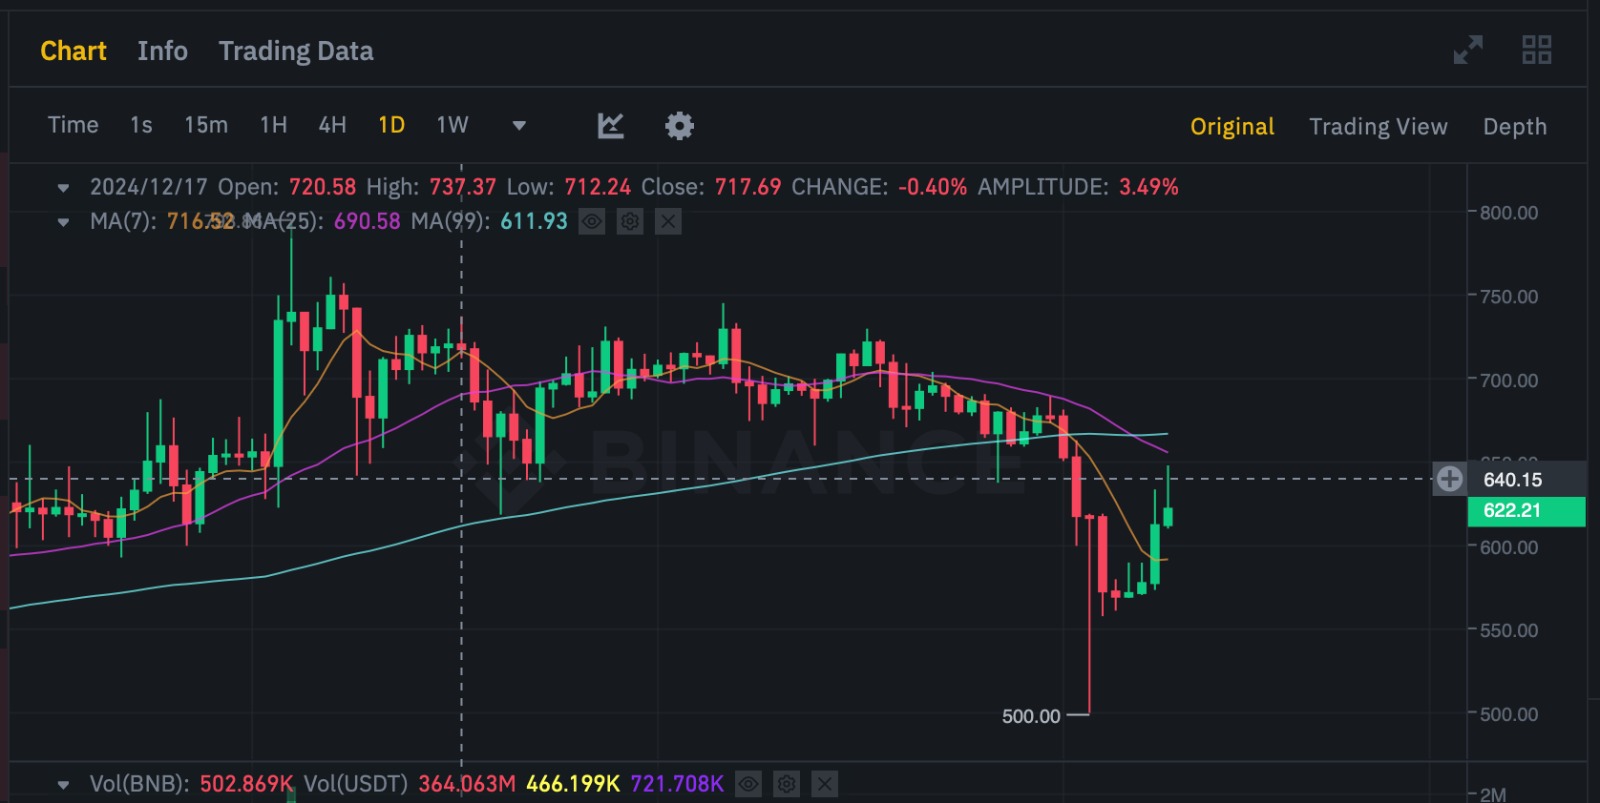 Chart Info Trading Data
Time 1s 15m 1H 4H 1D 1W Original Trading View Depth
2024/12/17 Open: 720.58 High: 737.37 Low: 712.24 Close: 717.69 CHANGE: -0.40% AMPLITUDE: 3.49%
MA(7): 716.52 MA(25): 690.58 MA(99): 611.93
800.00
750.00
700.00
BINANCE
640.15
622.21
600.00
550.00
500.00 500.00
Vol(BNB): 502.869K Vol(USDT) 364.063M 466.199K 721.708K
2M